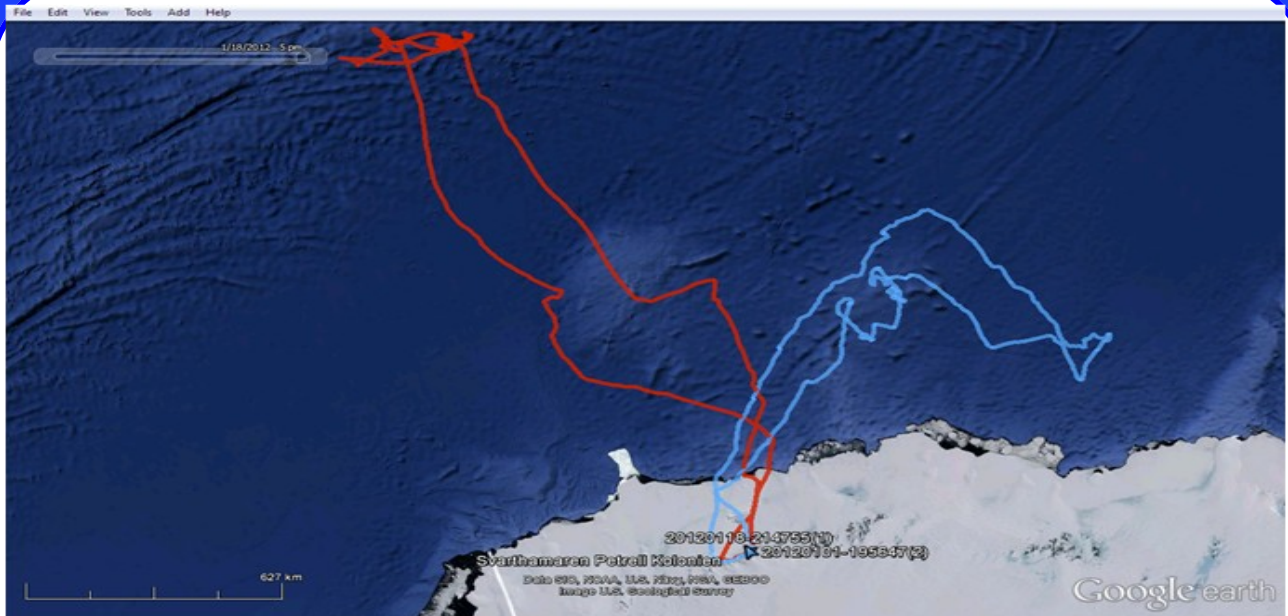 File Edit View Tools Add Help
1/18/2012 5 pm
20120118-214755(1)
20120101-195647(2)
Svarthamaren Petrell Kolonien
Data SIO, NOAA, U.S. Navy, NGA, GEBCO
Image U.S. Geological Survey
627 km
Google earth